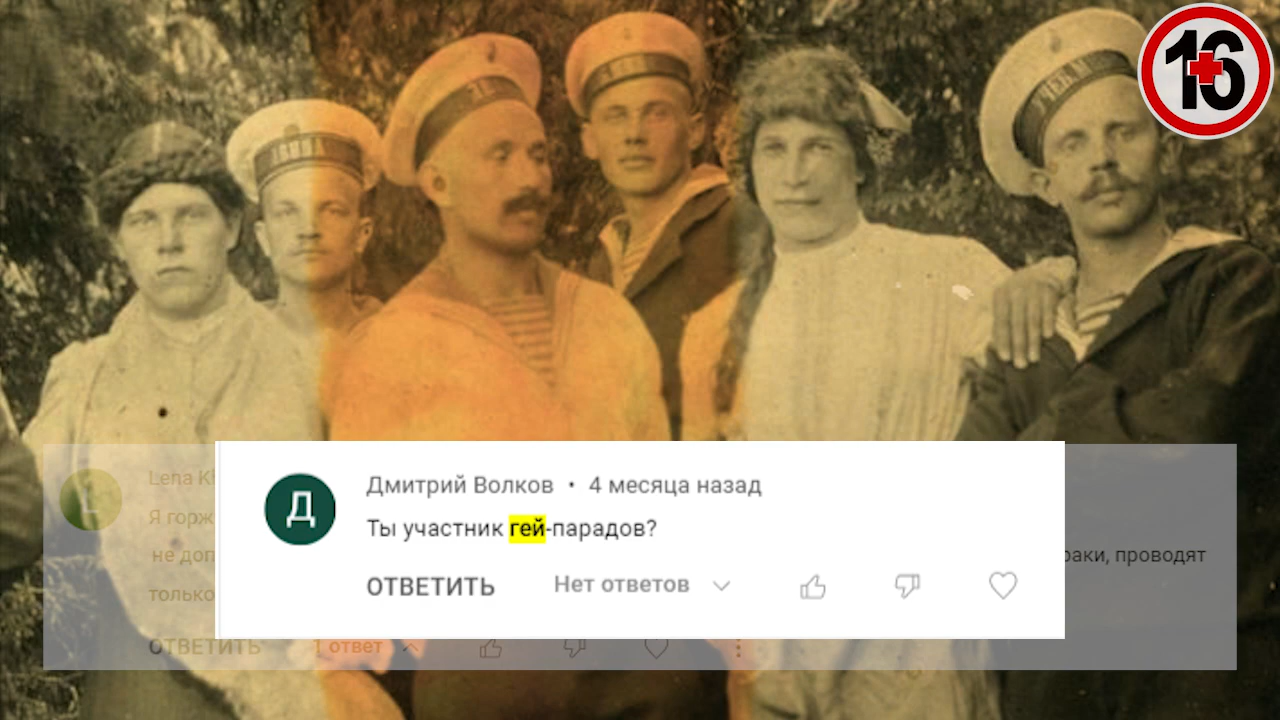 16
Дмитрий Волков • 4 месяца назад
Ты участник гей-парадов?
ОТВЕТИТЬ Нет ответов
Lena
Я горж
не доп
проводят
только
ОТВЕТИТЬ 1 ответ